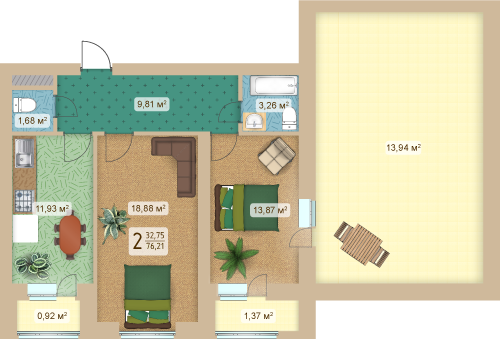 9,81 м²
3,26 м²
1,68 м²
13,94 м²
11,93 м²
18,88 м²
13,87 м²
2 32,75
76,21
0,92 м²
1,37 м²